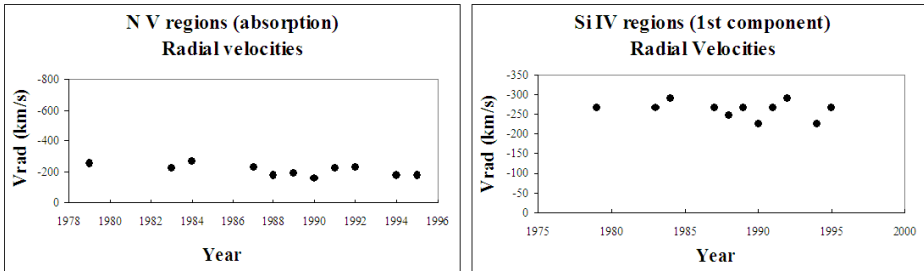 N V regions (absorption)
Radial velocities
Vrad (km/s)
-800
-600
-400
-200
0
1978 1980 1982 1984 1986 1988 1990 1992 1994 1996
Year
Si IV regions (1st component)
Radial Velocities
Vrad (km/s)
-350
-300
-250
-200
-150
-100
-50
0
1975 1980 1985 1990 1995 2000
Year